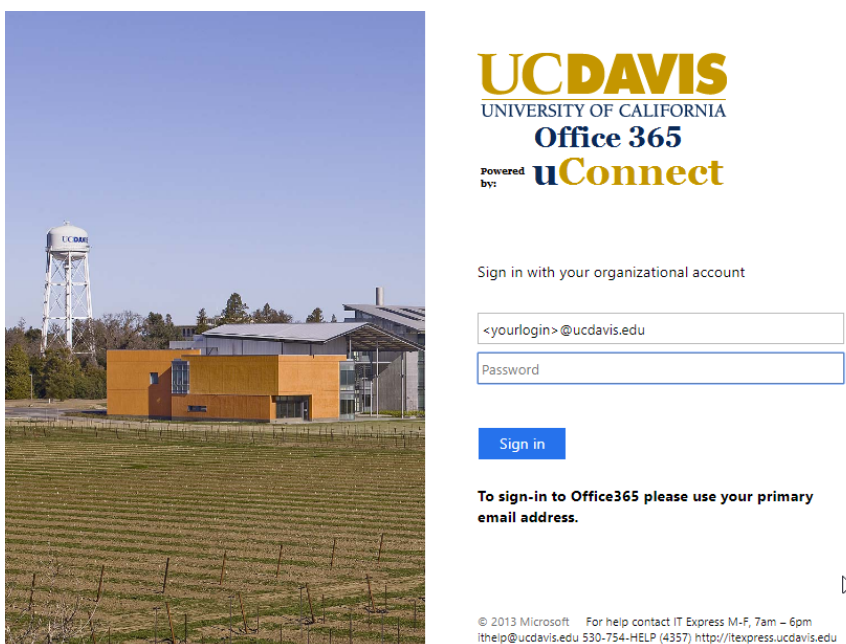 UC DAVIS
UCDAVIS
UNIVERSITY OF CALIFORNIA
Office 365
Powered by: uConnect
Sign in with your organizational account
<yourlogin>@ucdavis.edu
Password
Sign in
To sign-in to Office365 please use your primary
email address.
© 2013 Microsoft For help contact IT Express M-F, 7am – 6pm
ithelp@ucdavis.edu 530-754-HELP (4357) http://itexpress.ucdavis.edu